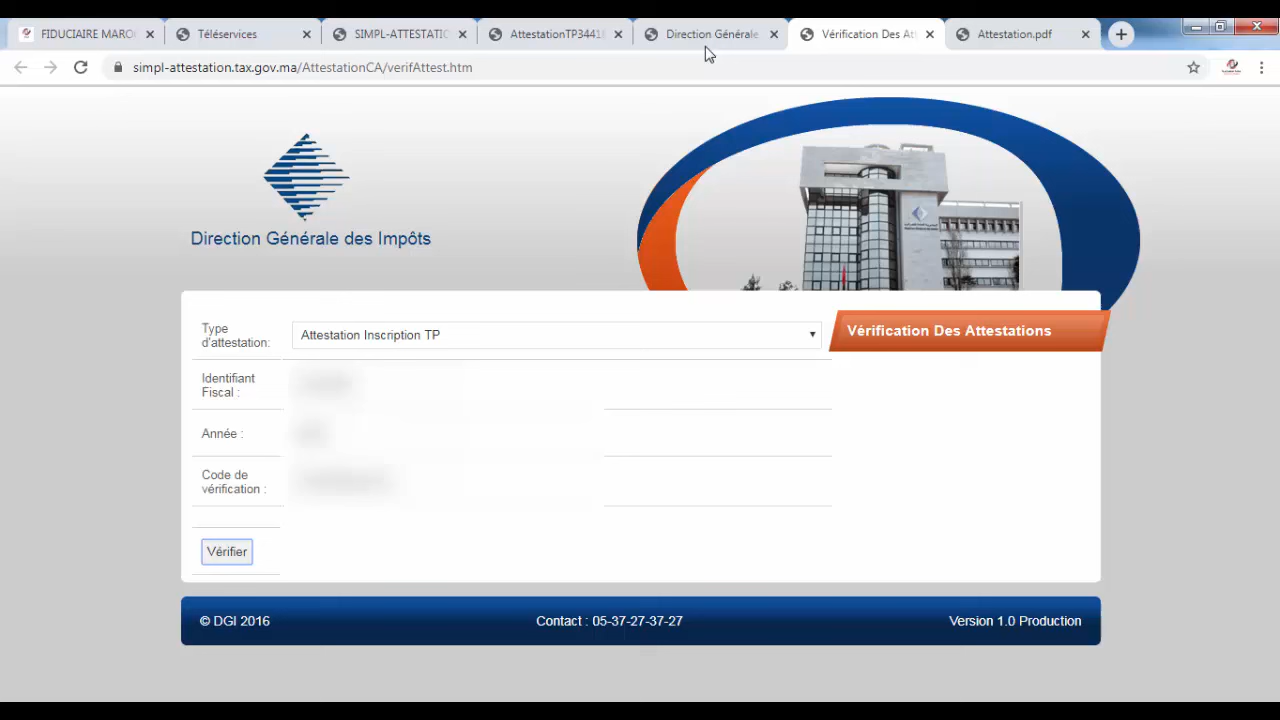 FIDUCIAIRE MARO
Téléservices
SIMPL-ATTESTATIO
Direction Générale
Vérification Des At
Attestation.pdf
simpl-attestation.tax.gov.ma/AttestationCA/verifAttest.htm
Direction Générale des Impôts
Vérification Des Attestations
Type d'attestation:
Attestation Inscription TP
Identifiant Fiscal :
Année :
Code de vérification :
Vérifier
© DGI 2016
Contact : 05-37-27-37-27
Version 1.0 Production